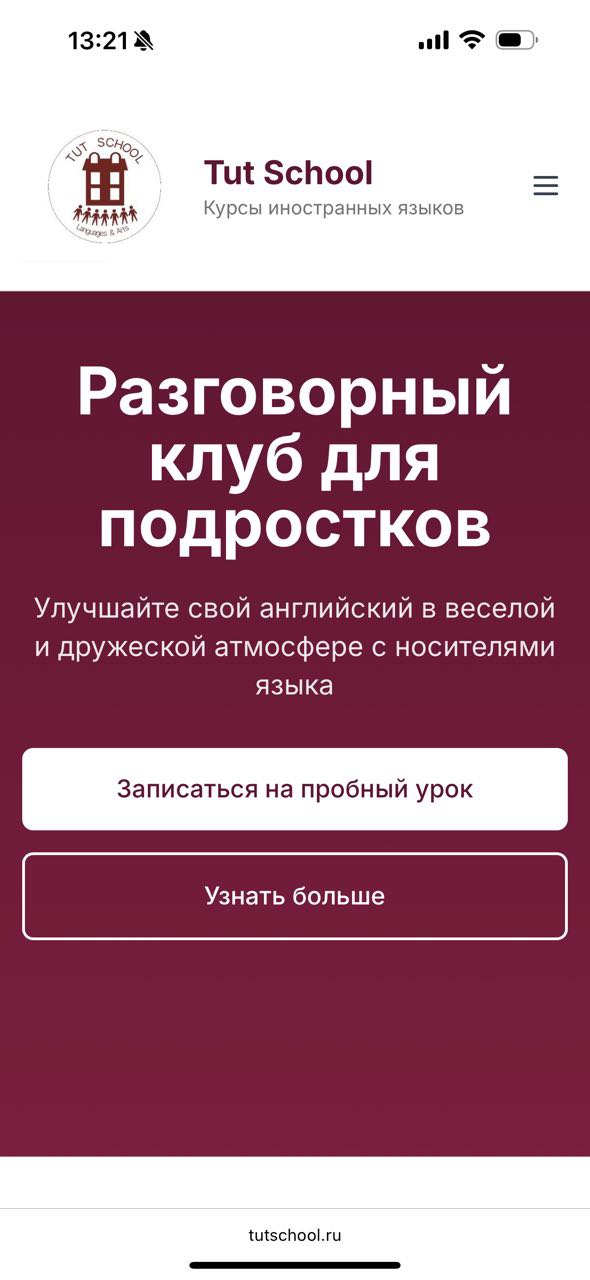 13:21
TUT SCHOOL
Languages & Arts
Tut School
Курсы иностранных языков
Разговорный
клуб для
подростков
Улучшайте свой английский в веселой
и дружеской атмосфере с носителями
языка
Записаться на пробный урок
Узнать больше
tutschool.ru